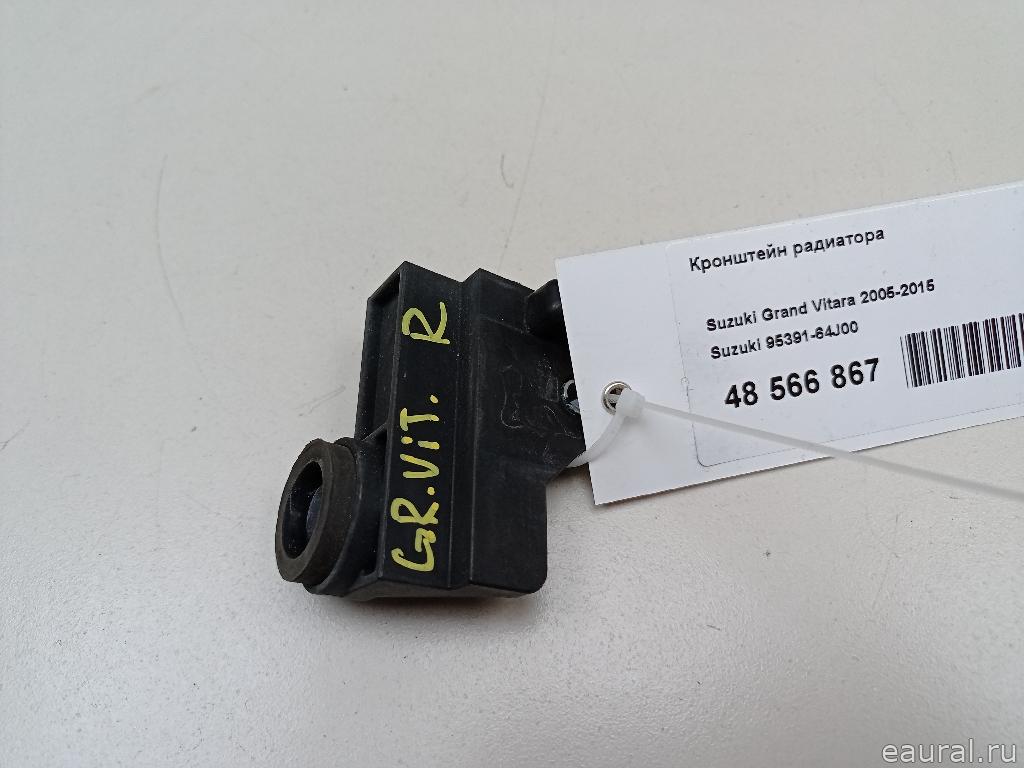 GR.ViT. R
Кронштейн радиатора
Suzuki Grand Vitara 2005-2015
Suzuki 95391-64J00
48 566 867
eaural.ru